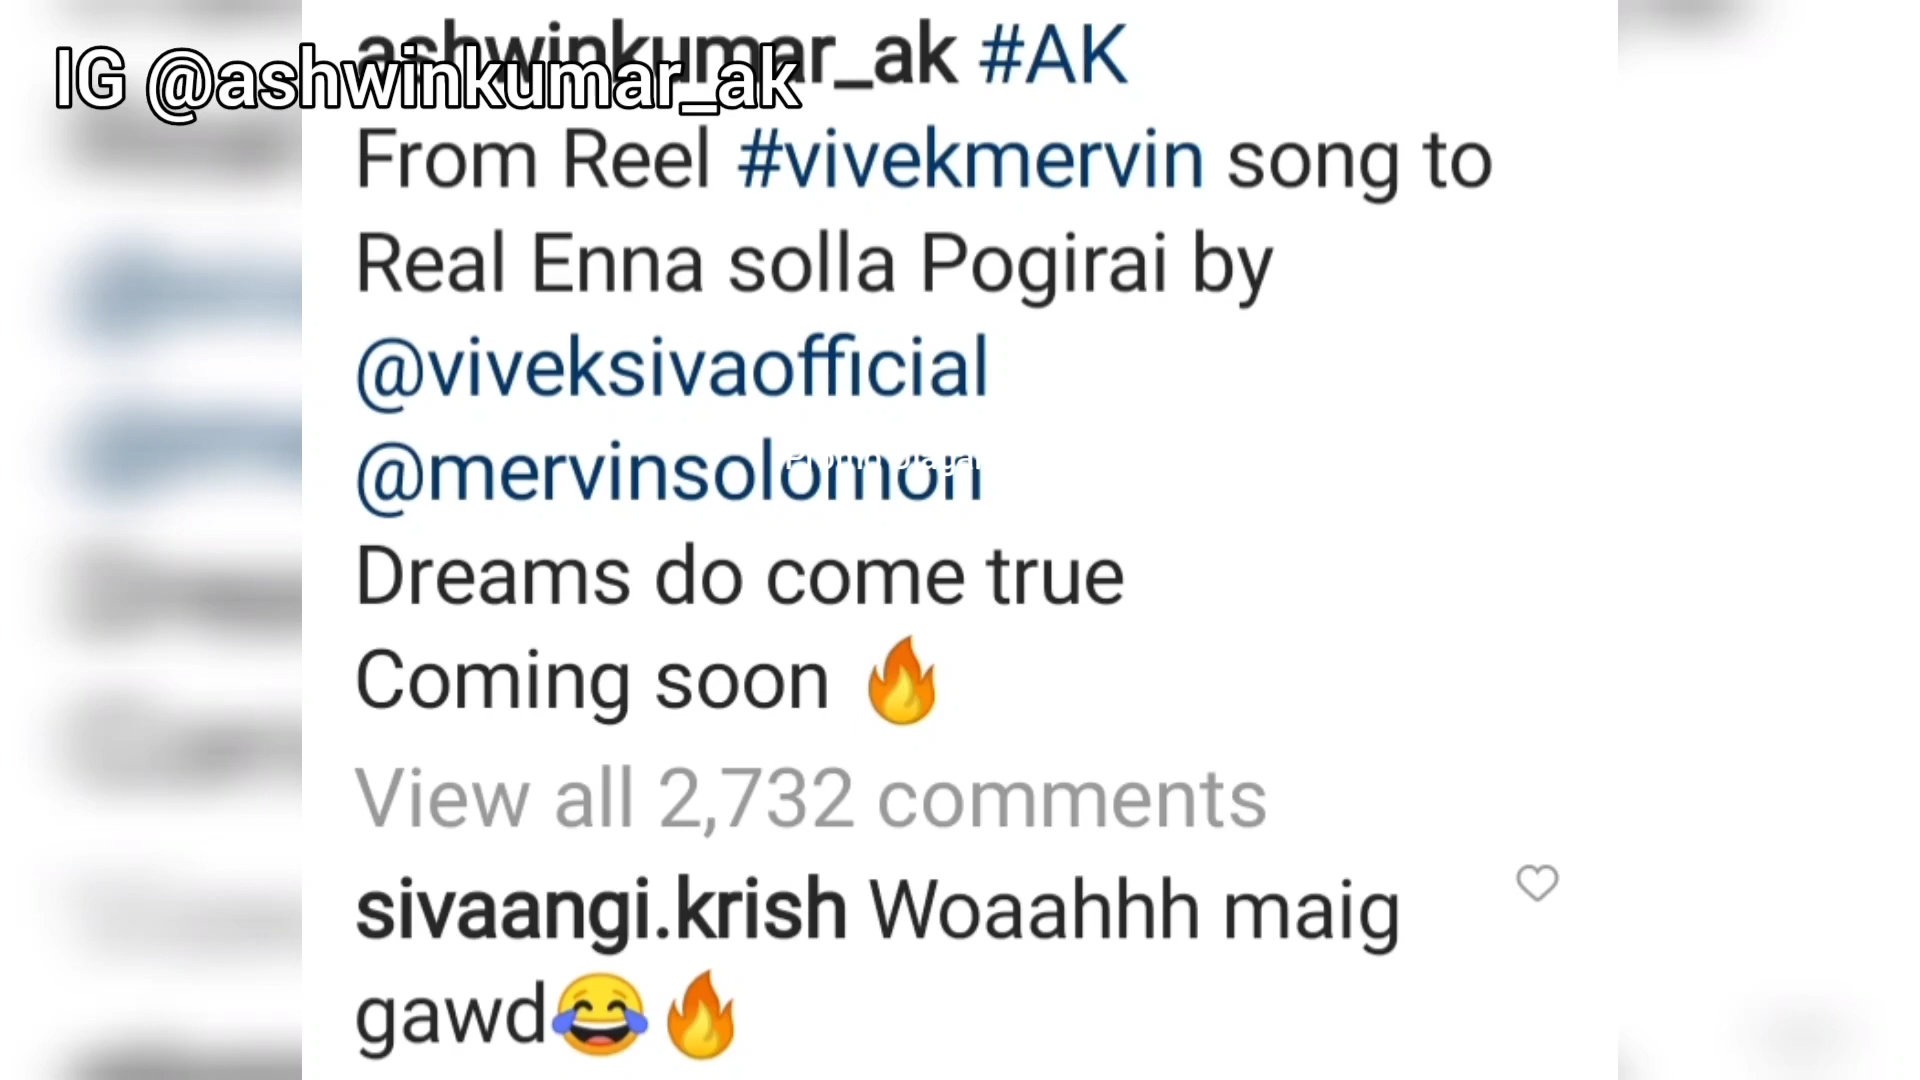 ashwinkumar_ak #AK
IG @ashwinkumar_ak
From Reel #vivekmervin song to
Real Enna solla Pogirai by
@viveksivaofficial
@mervinsolomon
Dreams do come true
Coming soon 🔥
View all 2,732 comments
sivaangi.krish Woaahhh maig
gawd😂🔥